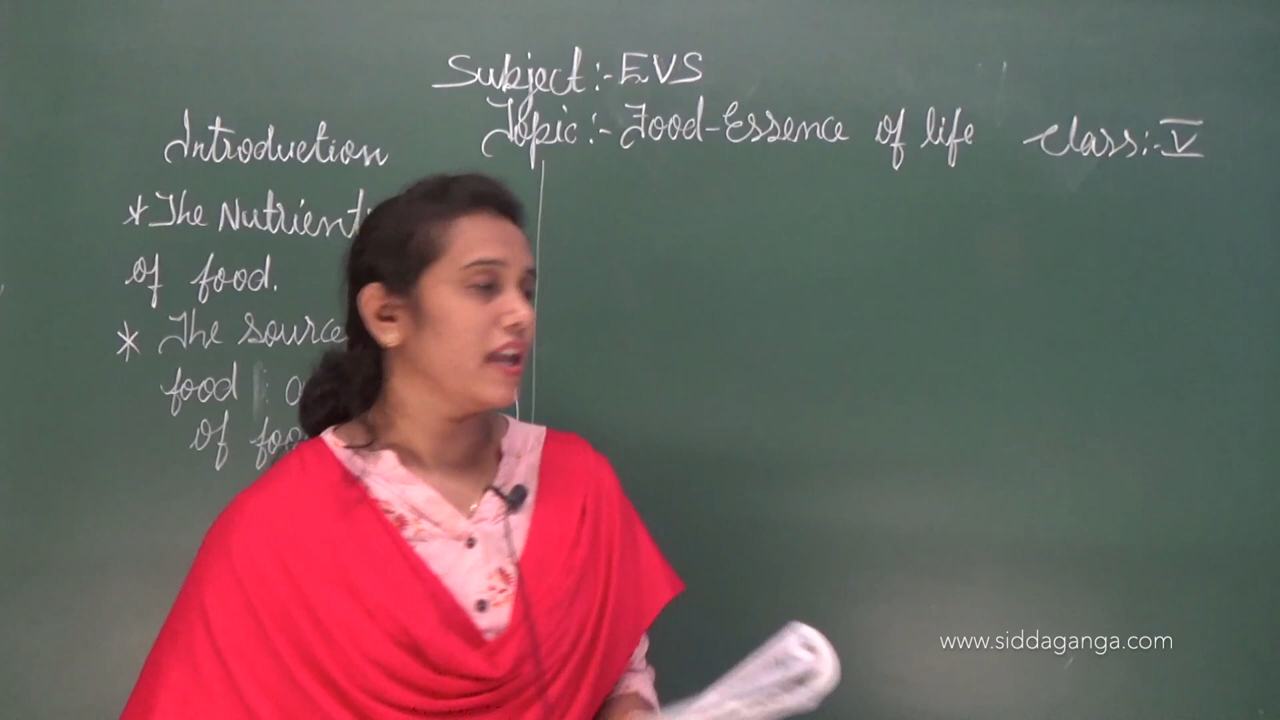 Subject:- EVS
Topic:- Food-Essence of life Class:- V
Introduction
* The Nutrient
of food.
* The source
food
of
www.siddaganga.com